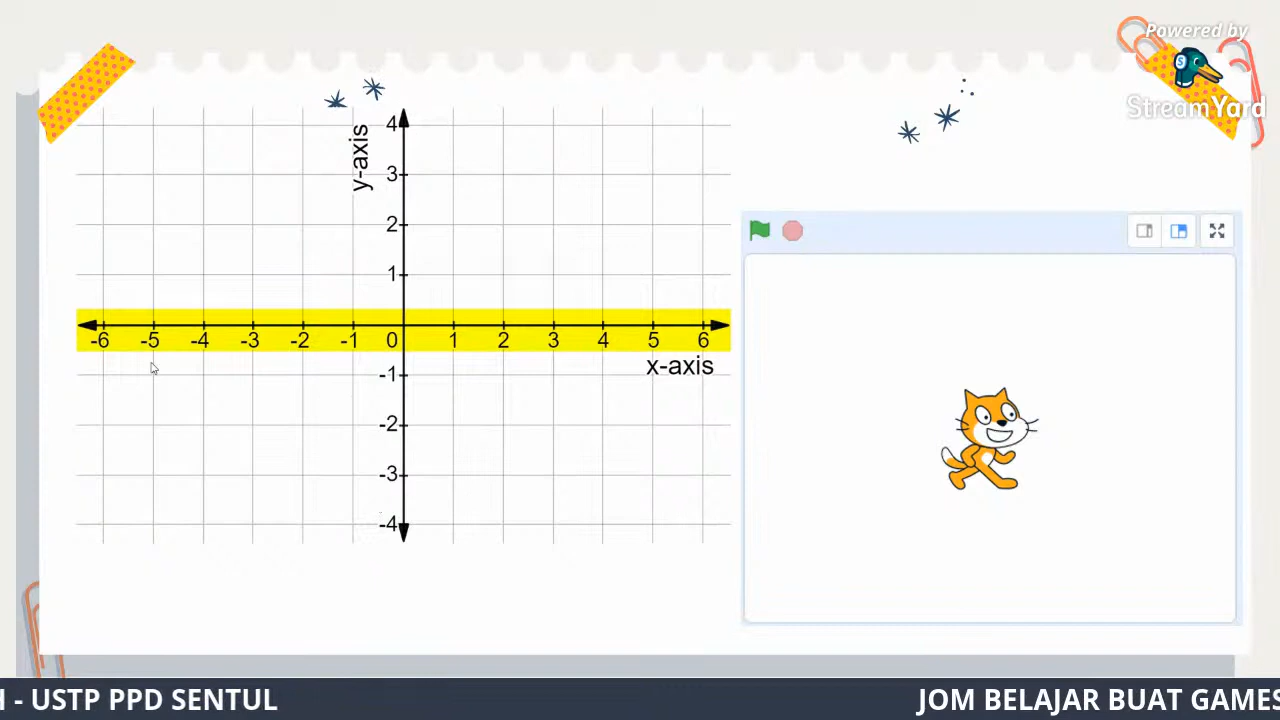 Powered by
StreamYard
y-axis
4
3
2
1
-6 -5 -4 -3 -2 -1 0 1 2 3 4 5 6
x-axis
-1
-2
-3
-4
- USTP PPD SENTUL
JOM BELAJAR BUAT GAMES